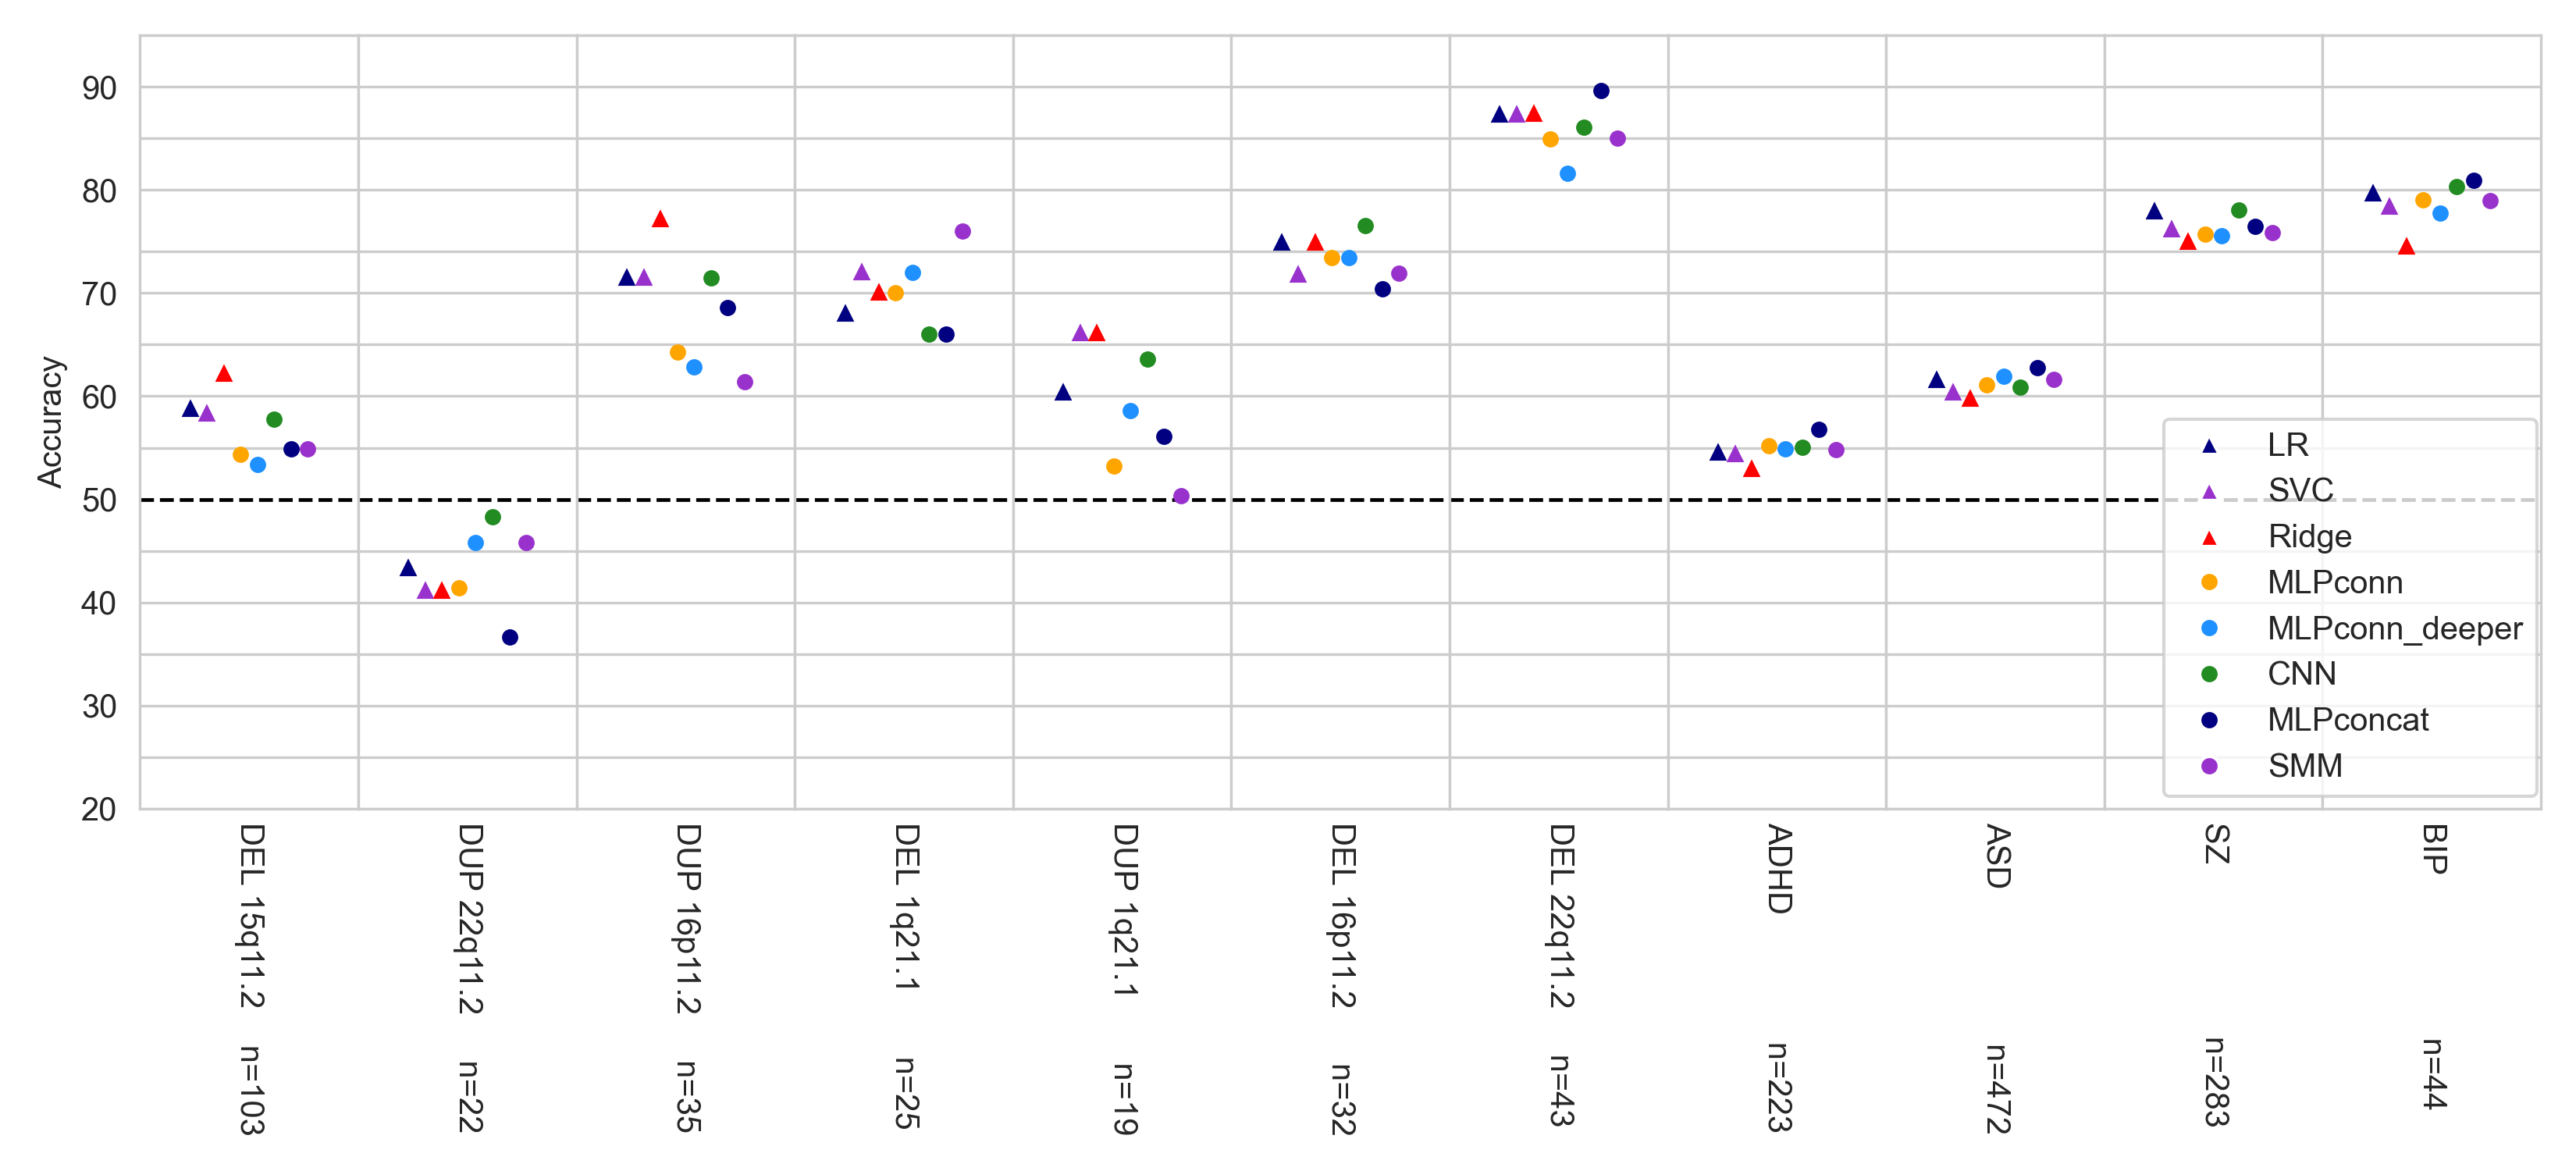 Accuracy
90
80
70
60
50
40
30
20
DEL 15q11.2 n=103
DUP 22q11.2 n=22
DUP 16p11.2 n=35
DEL 1q21.1 n=25
DUP 1q21.1 n=19
DEL 16p11.2 n=32
DEL 22q11.2 n=43
ADHD n=223
ASD n=472
SZ n=283
BIP n=44
LR
SVC
Ridge
MLPconn
MLPconn_deeper
CNN
MLPconcat
SMM